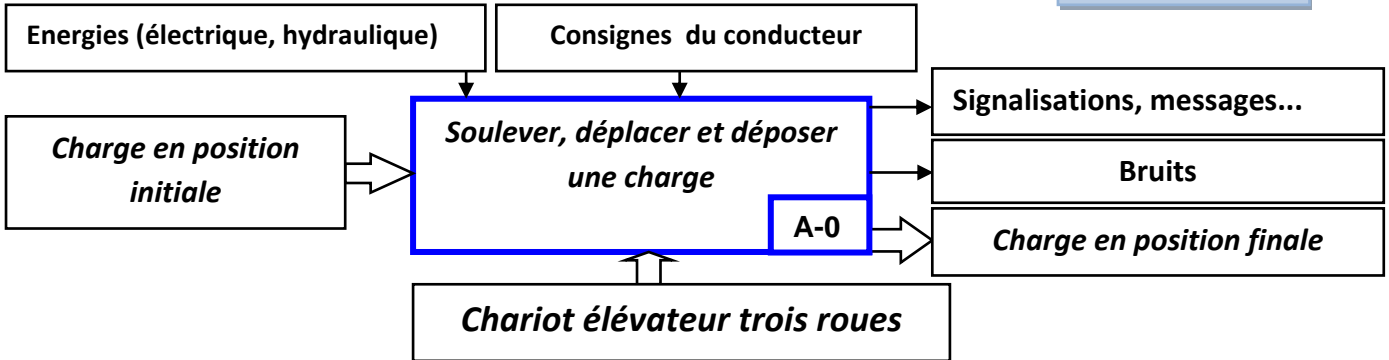 Energies (électrique, hydraulique)
Consignes du conducteur
Signalisations, messages...
Charge en position
initiale
Soulever, déplacer et déposer
une charge
Bruits
A-0
Charge en position finale
Chariot élévateur trois roues